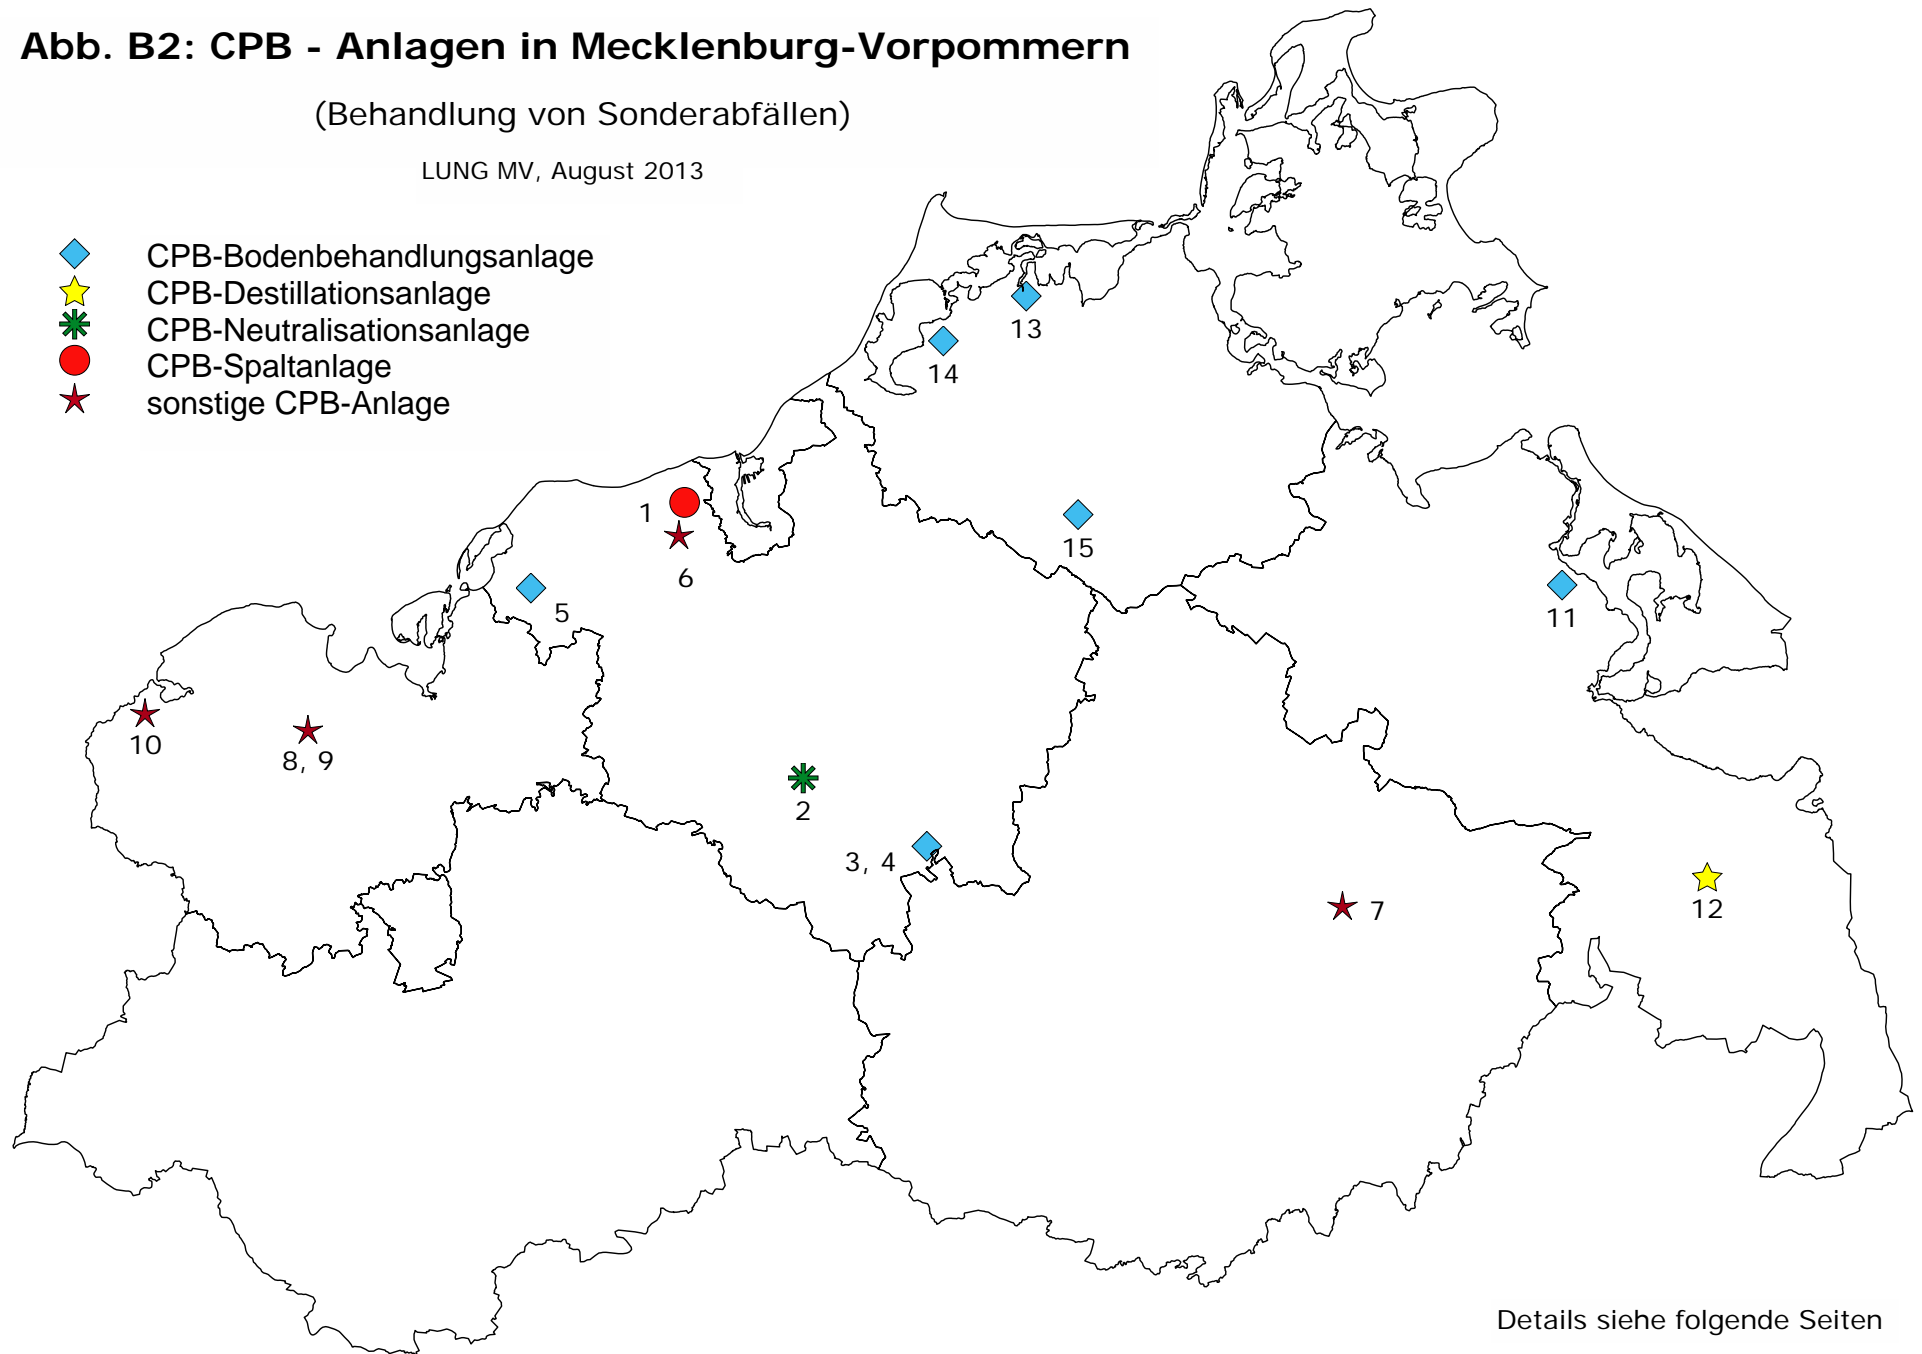 Abb. B2: CPB - Anlagen in Mecklenburg-Vorpommern
(Behandlung von Sonderabfällen)
LUNG MV, August 2013
CPB-Bodenbehandlungsanlage
CPB-Destillationsanlage
CPB-Neutralisationsanlage
CPB-Spaltanlage
sonstige CPB-Anlage
13
14
1
15
6
5
11
10
8, 9
2
3, 4
7
12
Details siehe folgende Seiten